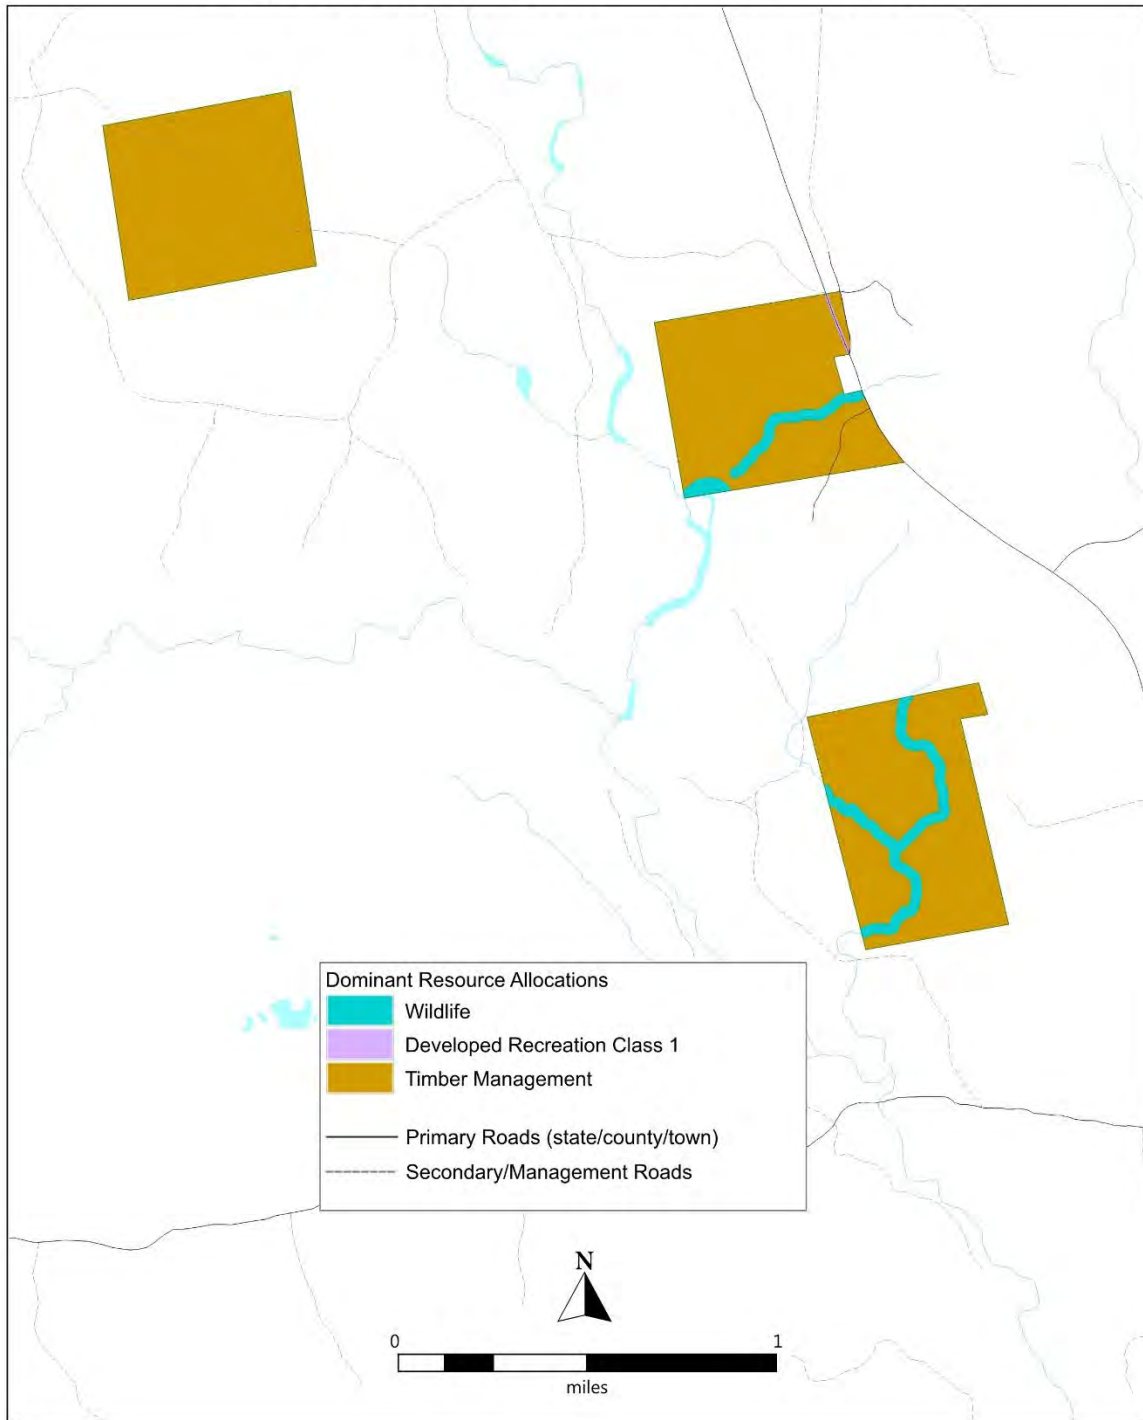 Dominant Resource Allocations
Wildlife
Developed Recreation Class 1
Timber Management
Primary Roads (state/county/town)
Secondary/Management Roads
N
0 1
miles